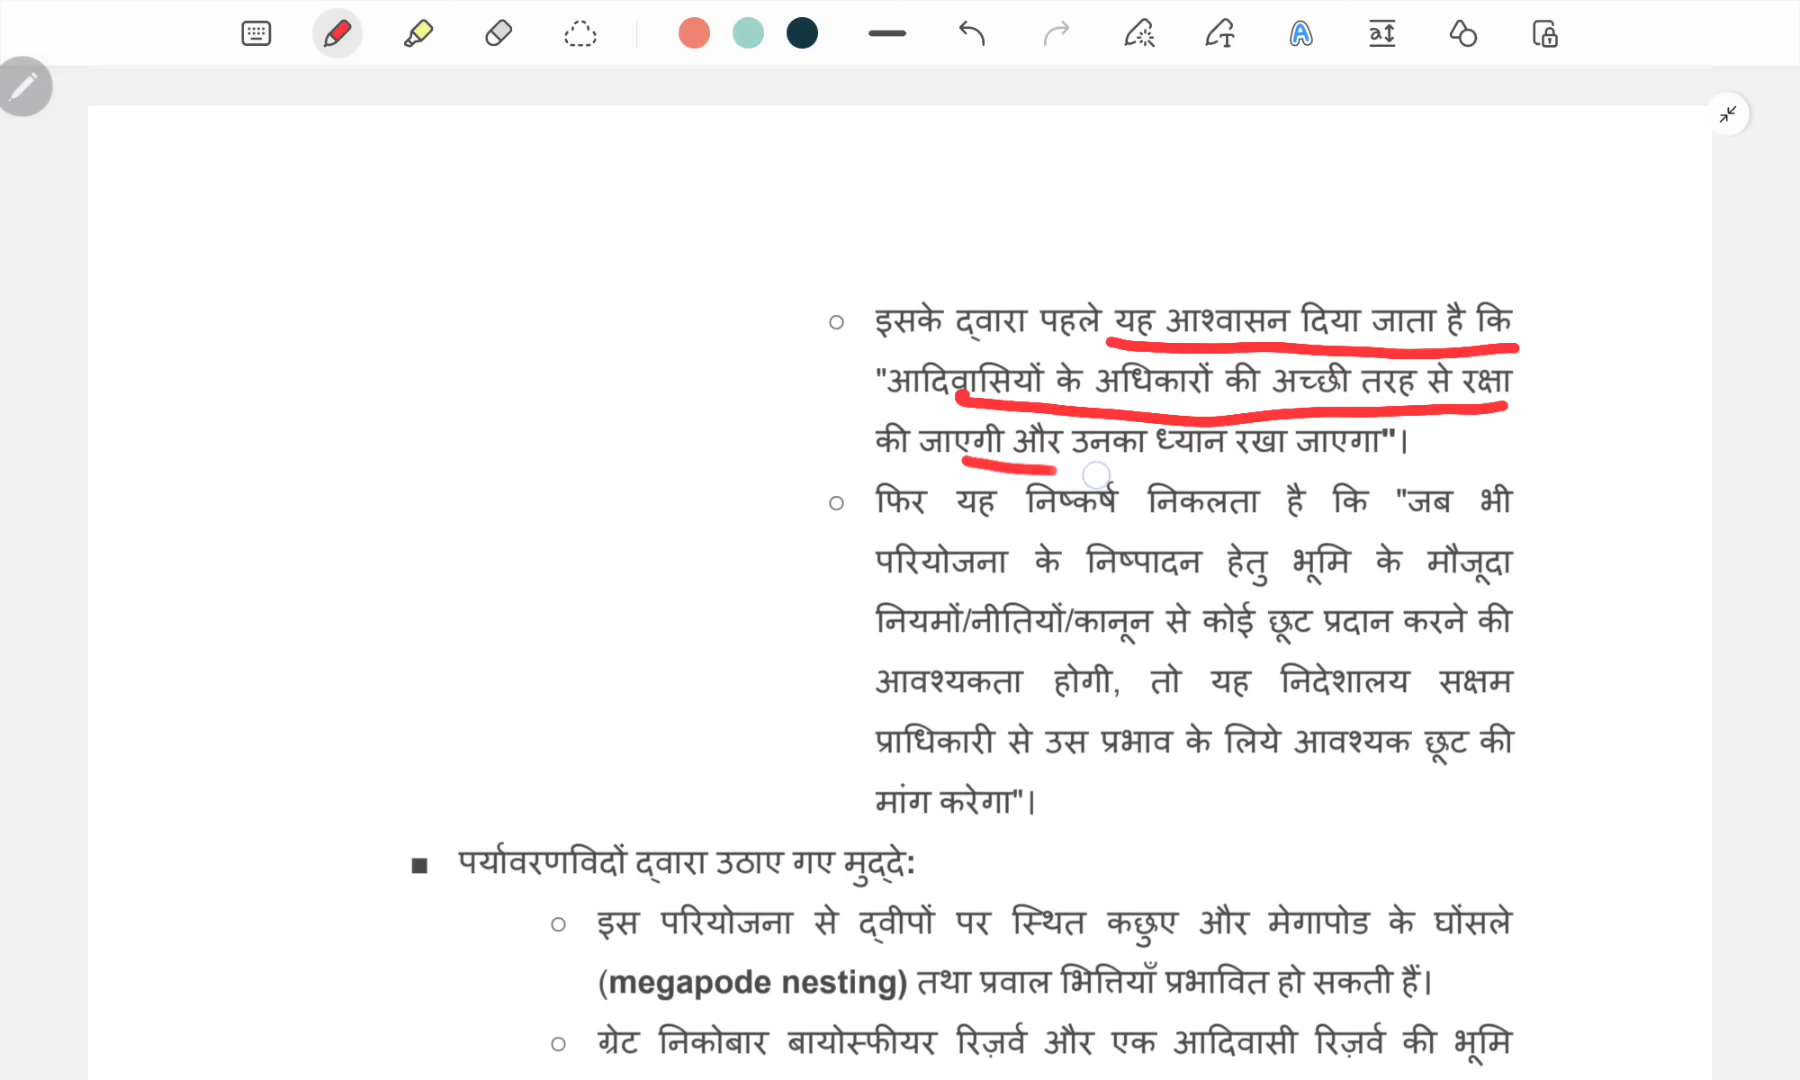 इसके द्वारा पहले यह आश्वासन दिया जाता है कि
"आदिवासियों के अधिकारों की अच्छी तरह से रक्षा
की जाएगी और उनका ध्यान रखा जाएगा"।
फिर यह निष्कर्ष निकलता है कि "जब भी
परियोजना के निष्पादन हेतु भूमि के मौजूदा
नियमों/नीतियों/कानून से कोई छूट प्रदान करने की
आवश्यकता होगी, तो यह निदेशालय सक्षम
प्राधिकारी से उस प्रभाव के लिये आवश्यक छूट की
मांग करेगा"।
पर्यावरणविदों द्वारा उठाए गए मुद्दे:
इस परियोजना से द्वीपों पर स्थित कछुए और मेगापोड के घोंसले
(megapode nesting) तथा प्रवाल भित्तियाँ प्रभावित हो सकती हैं।
ग्रेट निकोबार बायोस्फीयर रिज़र्व और एक आदिवासी रिज़र्व की भूमि